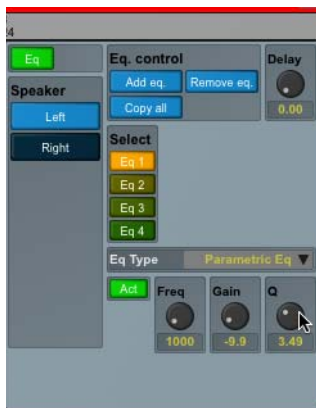 24
Eq
Eq. control
Delay
Add eq.
Remove eq.
Copy all
0.00
Speaker
Left
Right
Select
Eq 1
Eq 2
Eq 3
Eq 4
Eq Type
Parametric Eq
Act
Freq
Gain
Q
1000
-9.9
3.49